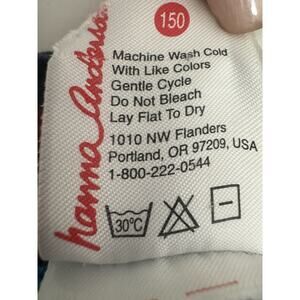 150
hanna andersson
Machine Wash Cold
With Like Colors
Gentle Cycle
Do Not Bleach
Lay Flat To Dry
1010 NW Flanders
Portland, OR 97209, USA
1-800-222-0544
30°C